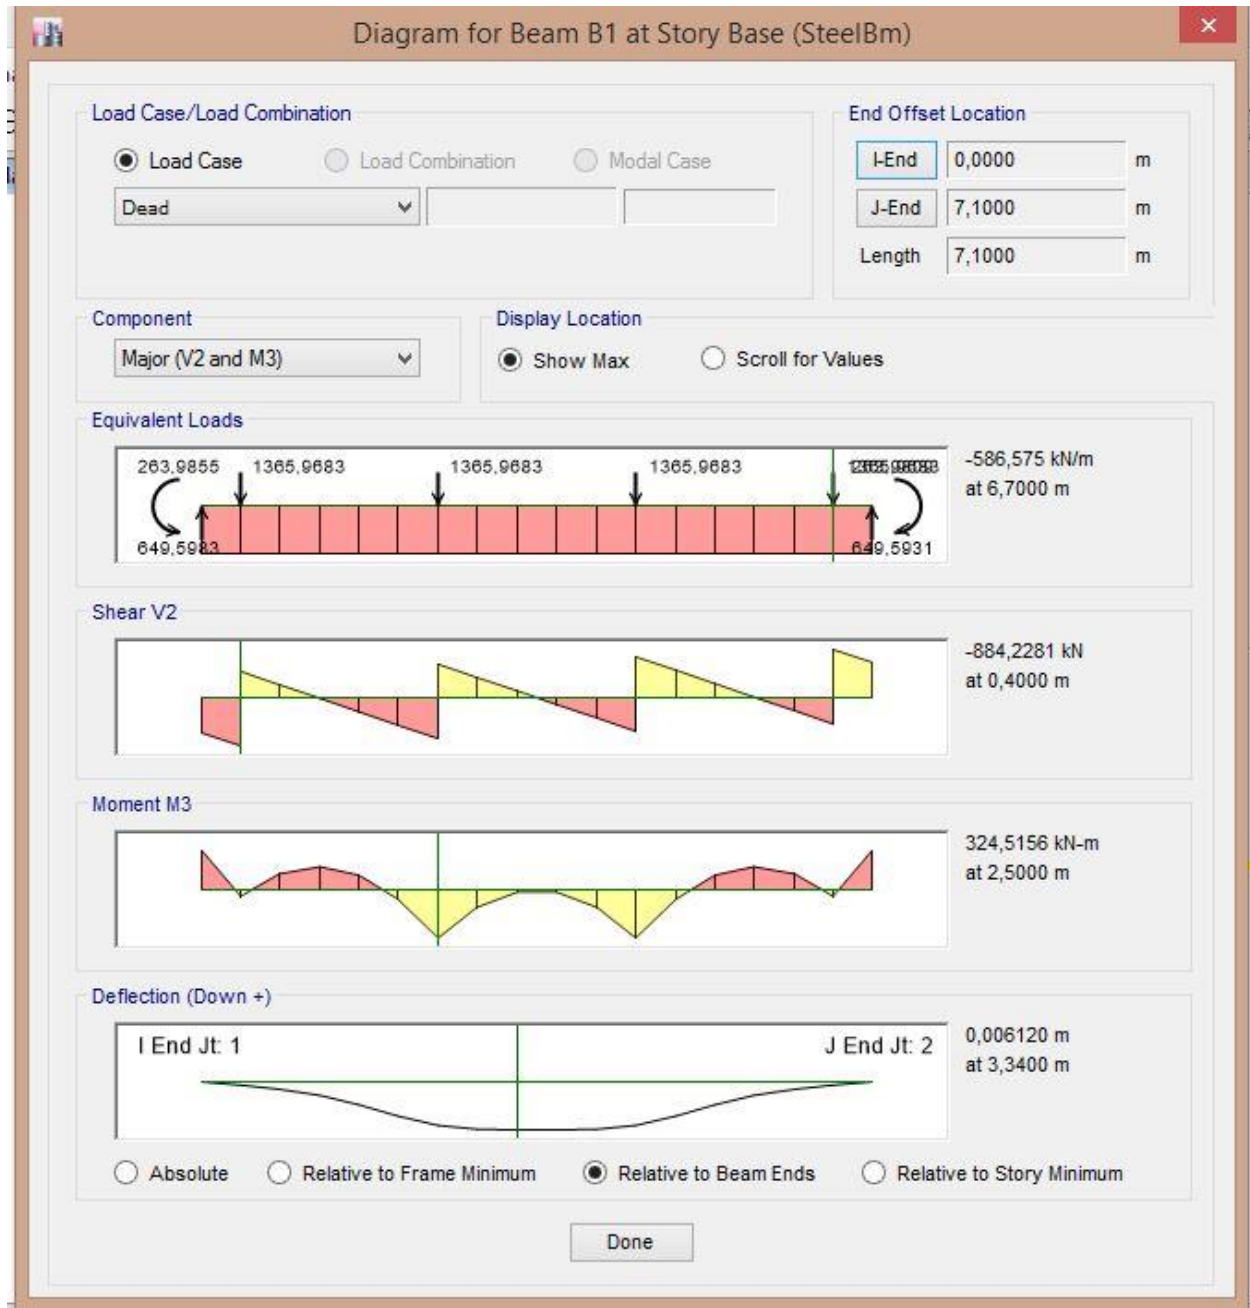 Diagram for Beam B1 at Story Base (SteelBm)
Load Case/Load Combination
Load Case Load Combination Modal Case
Dead
End Offset Location
I-End 0,0000 m
J-End 7,1000 m
Length 7,1000 m
Component
Major (V2 and M3)
Display Location
Show Max Scroll for Values
Equivalent Loads
263,9855 1365,9683 1365,9683 1365,9683
649,5983 649,5931
-586,575 kN/m
at 6,7000 m
Shear V2
-884,2281 kN
at 0,4000 m
Moment M3
324,5156 kN-m
at 2,5000 m
Deflection (Down +)
I End Jt: 1 J End Jt: 2
0,006120 m
at 3,3400 m
Absolute Relative to Frame Minimum Relative to Beam Ends Relative to Story Minimum
Done